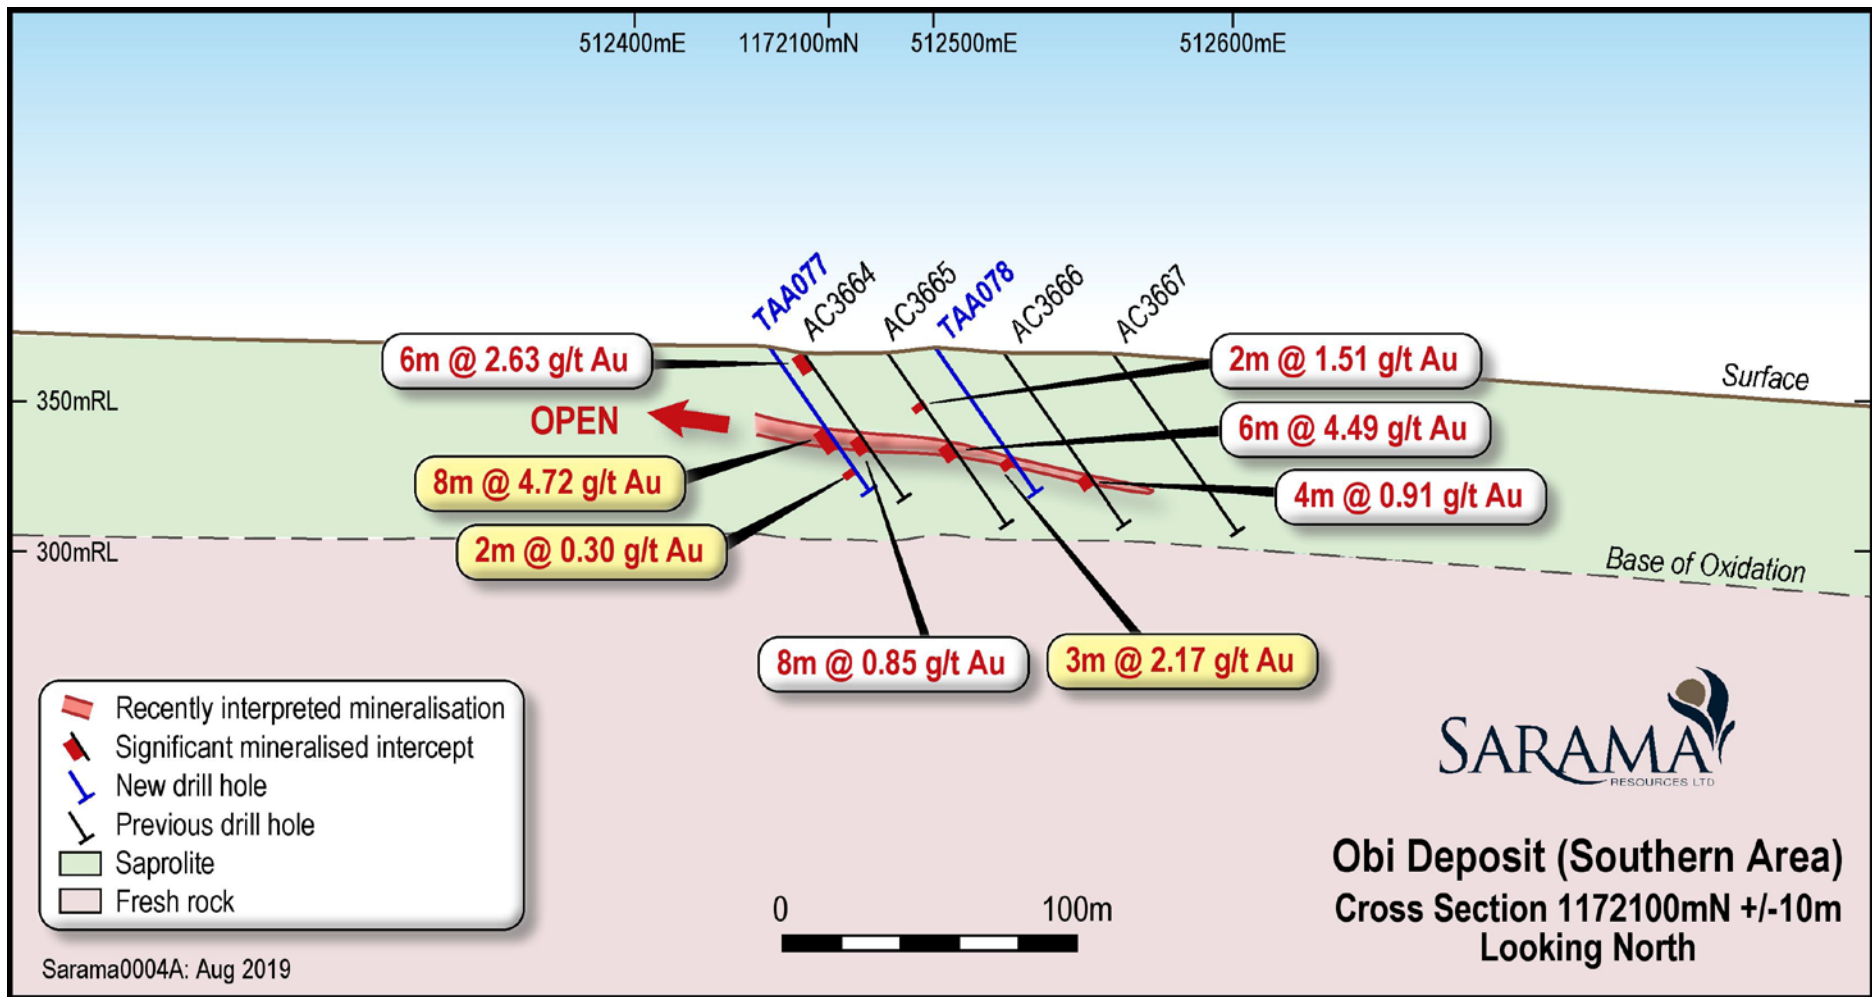 512400mE 1172100mN 512500mE 512600mE
TAA077 AC3664 AC3665 TAA078 AC3666 AC3667
6m @ 2.63 g/t Au
2m @ 1.51 g/t Au
Surface
350mRL
OPEN
6m @ 4.49 g/t Au
8m @ 4.72 g/t Au
4m @ 0.91 g/t Au
300mRL
2m @ 0.30 g/t Au
Base of Oxidation
8m @ 0.85 g/t Au
3m @ 2.17 g/t Au
Recently interpreted mineralisation
Significant mineralised intercept
New drill hole
Previous drill hole
Saprolite
Fresh rock
SARAMA
RESOURCES LTD
Obi Deposit (Southern Area)
Cross Section 1172100mN +/-10m
Looking North
0 100m
Sarama0004A: Aug 2019